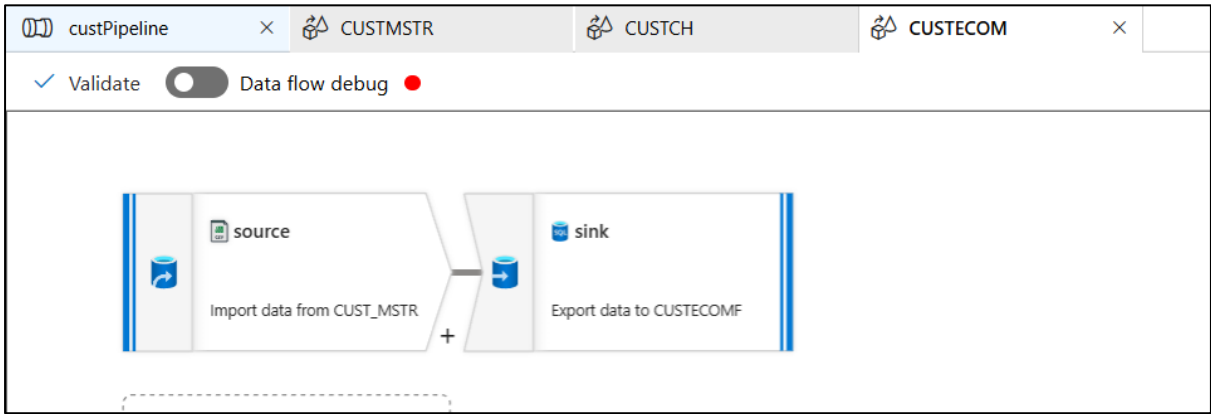 custPipeline CUSTMSTR CUSTCH CUSTECOM
Validate Data flow debug
source sink
Import data from CUST_MSTR Export data to CUSTECOMF